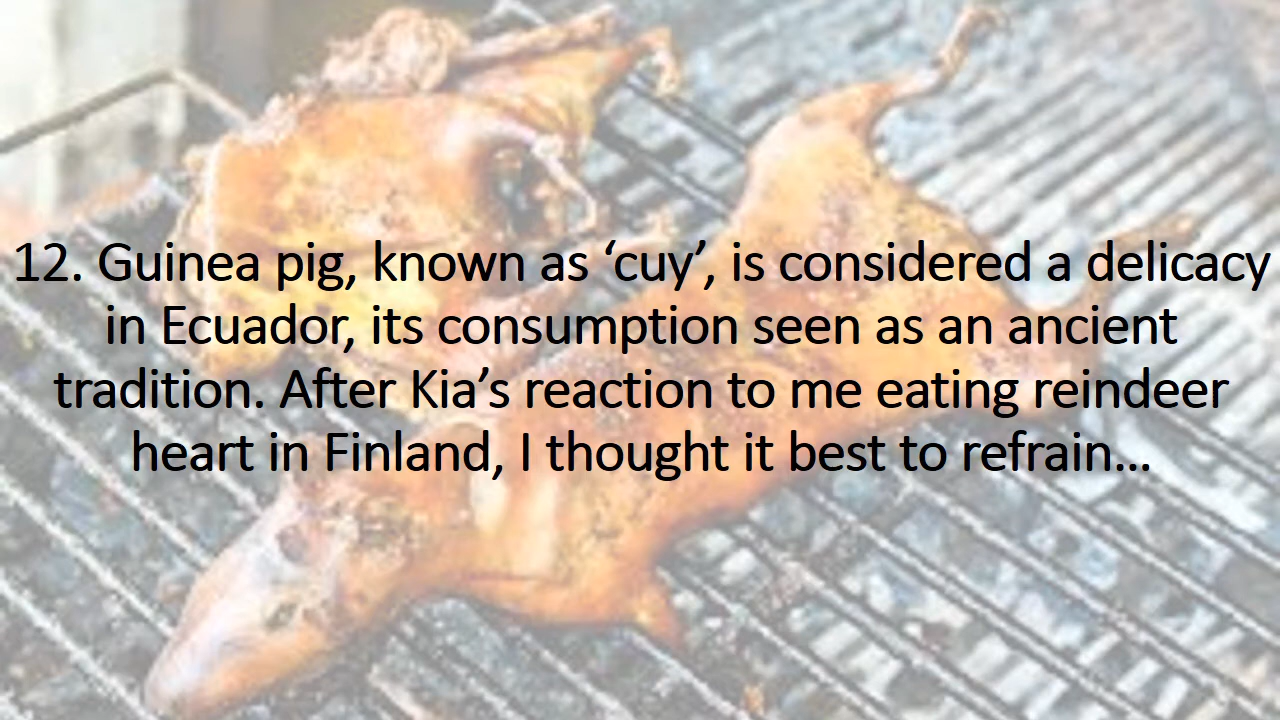 12. Guinea pig, known as ‘cuy’, is considered a delicacy
in Ecuador, its consumption seen as an ancient
tradition. After Kia’s reaction to me eating reindeer
heart in Finland, I thought it best to refrain…